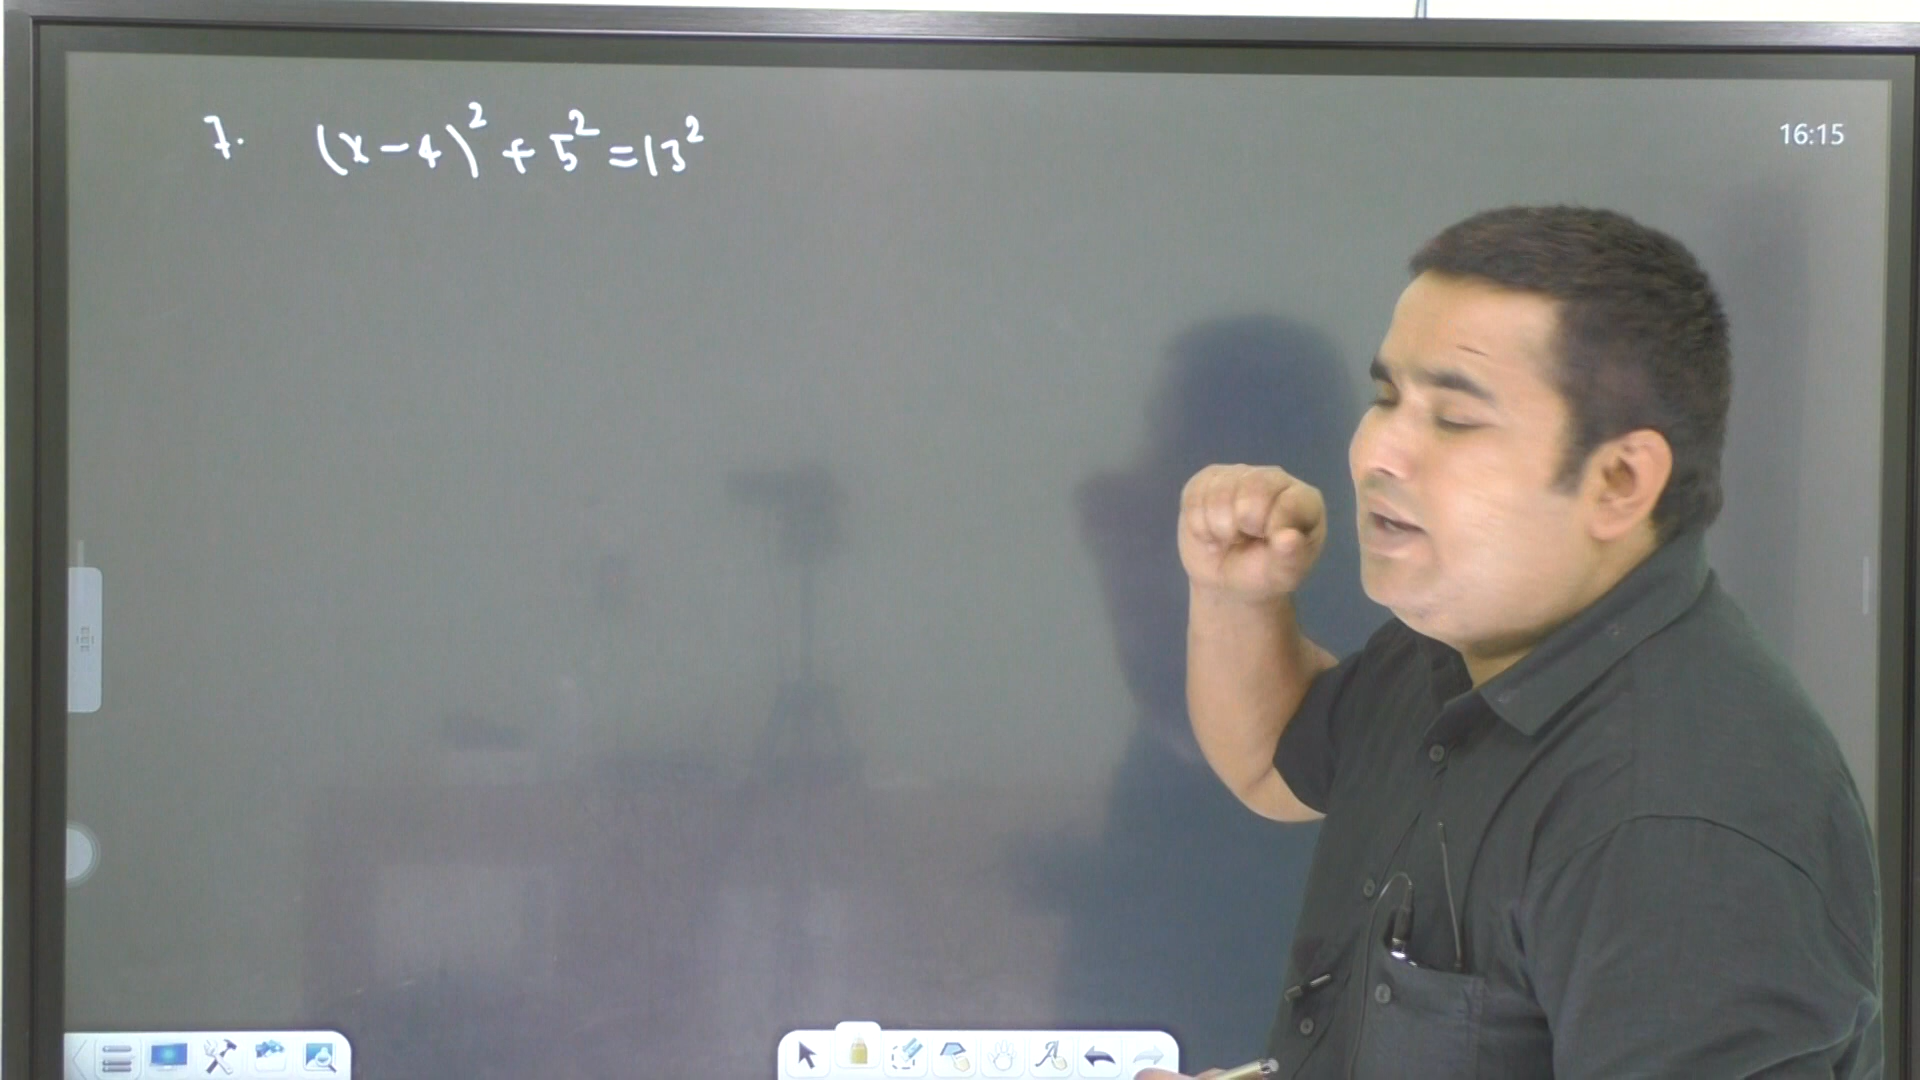 7. (x-4)² + 5² = 13²
16:15